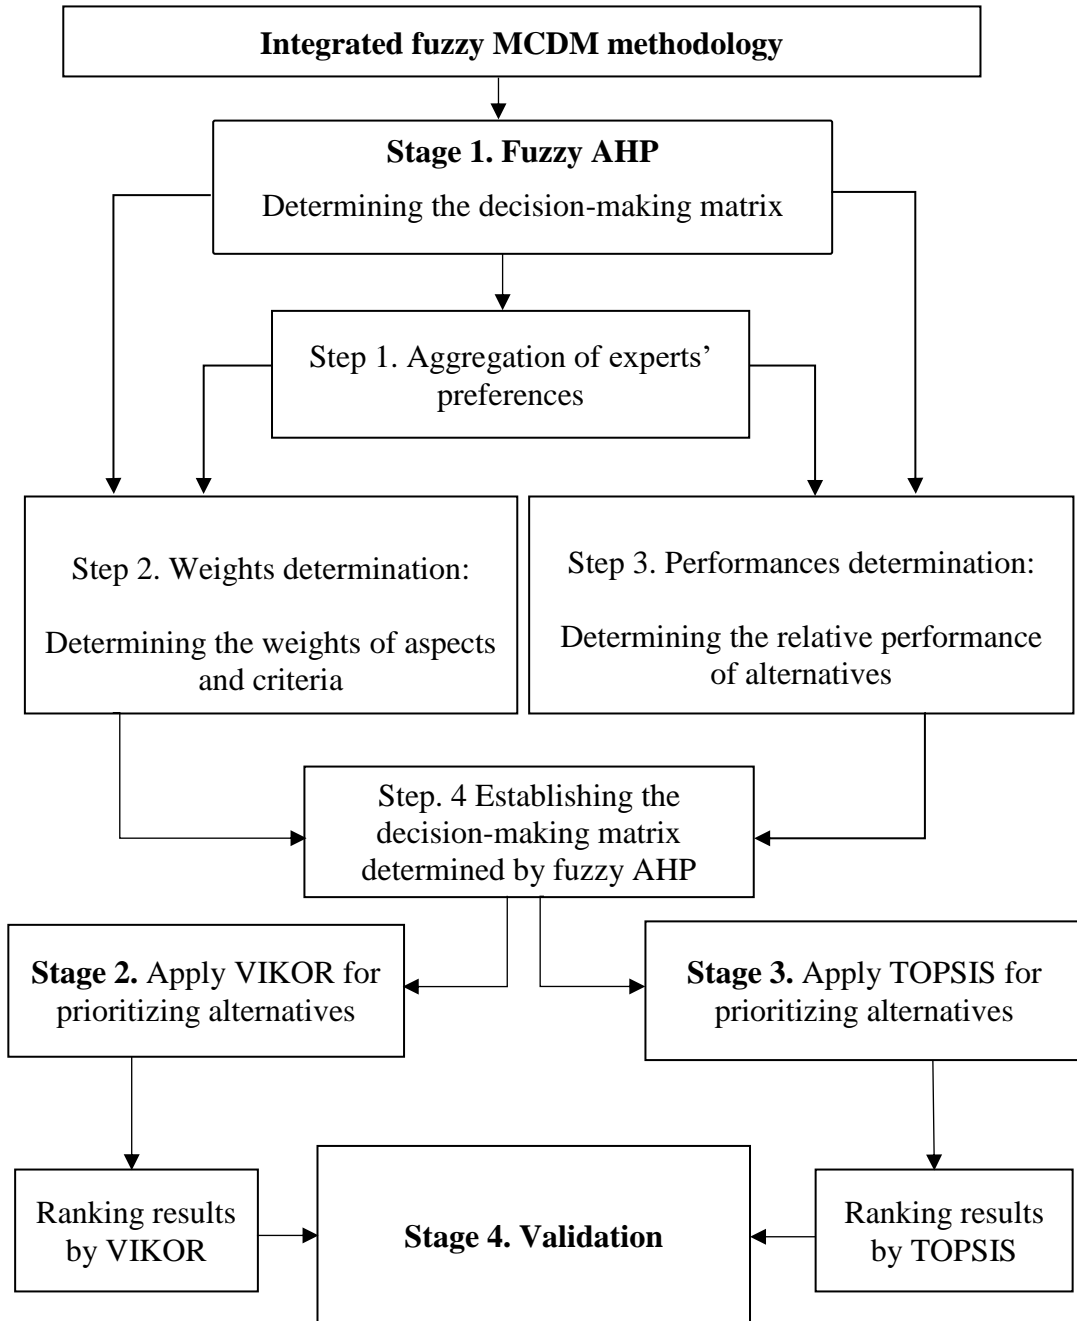 Integrated fuzzy MCDM methodology
Stage 1. Fuzzy AHP
Determining the decision-making matrix
Step 1. Aggregation of experts’
preferences
Step 2. Weights determination:
Determining the weights of aspects
and criteria
Step 3. Performances determination:
Determining the relative performance
of alternatives
Step. 4 Establishing the
decision-making matrix
determined by fuzzy AHP
Stage 2. Apply VIKOR for
prioritizing alternatives
Stage 3. Apply TOPSIS for
prioritizing alternatives
Ranking results
by VIKOR
Stage 4. Validation
Ranking results
by TOPSIS